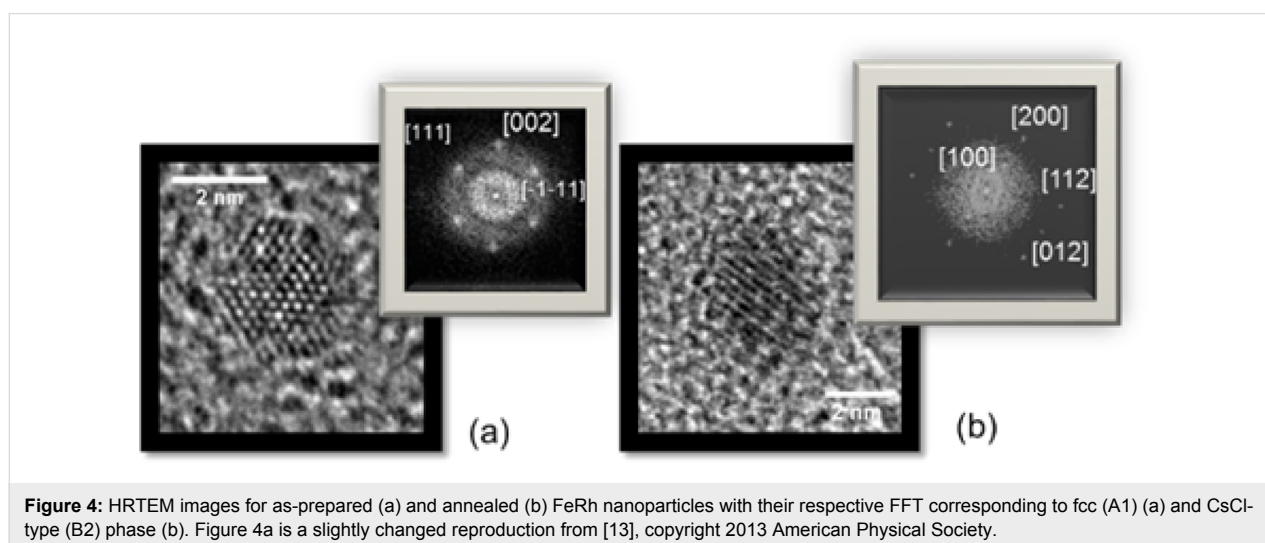 [111]
[002]
[-1-11]
2 nm
(a)
[200]
[100]
[112]
[012]
2 nm
(b)
Figure 4: HRTEM images for as-prepared (a) and annealed (b) FeRh nanoparticles with their respective FFT corresponding to fcc (A1) (a) and CsCl-
type (B2) phase (b). Figure 4a is a slightly changed reproduction from [13], copyright 2013 American Physical Society.